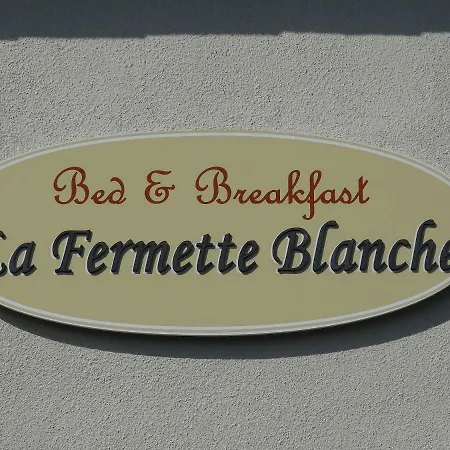 Bed & Breakfast
La Fermette Blanche